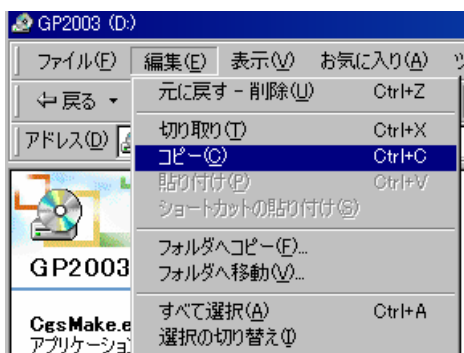 GP2003 (D:)
ファイル(F) 編集(E) 表示(V) お気に入り(A)
戻る
元に戻す - 削除(U) Ctrl+Z
アドレス(D)
切り取り(T) Ctrl+X
コピー(C) Ctrl+C
貼り付け(P) Ctrl+V
ショートカットの貼り付け(S)
フォルダへコピー(F)...
フォルダへ移動(V)...
GP2003
すべて選択(A) Ctrl+A
選択の切り替え(I)
CgsMake.e
アプリケーショ